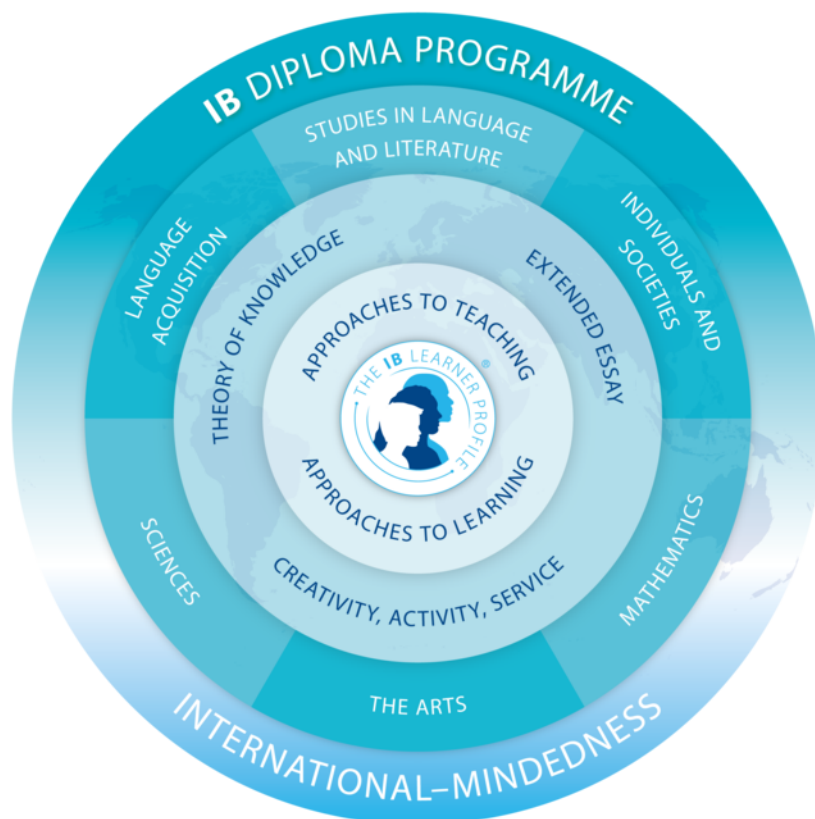 IB DIPLOMA PROGRAMME
STUDIES IN LANGUAGE
AND LITERATURE
LANGUAGE
ACQUISITION
INDIVIDUALS AND
SOCIETIES
THEORY OF KNOWLEDGE
EXTENDED ESSAY
APPROACHES TO TEACHING
THE IB LEARNER PROFILE
®
APPROACHES TO LEARNING
CREATIVITY, ACTIVITY, SERVICE
SCIENCES
MATHEMATICS
THE ARTS
INTERNATIONAL–MINDEDNESS